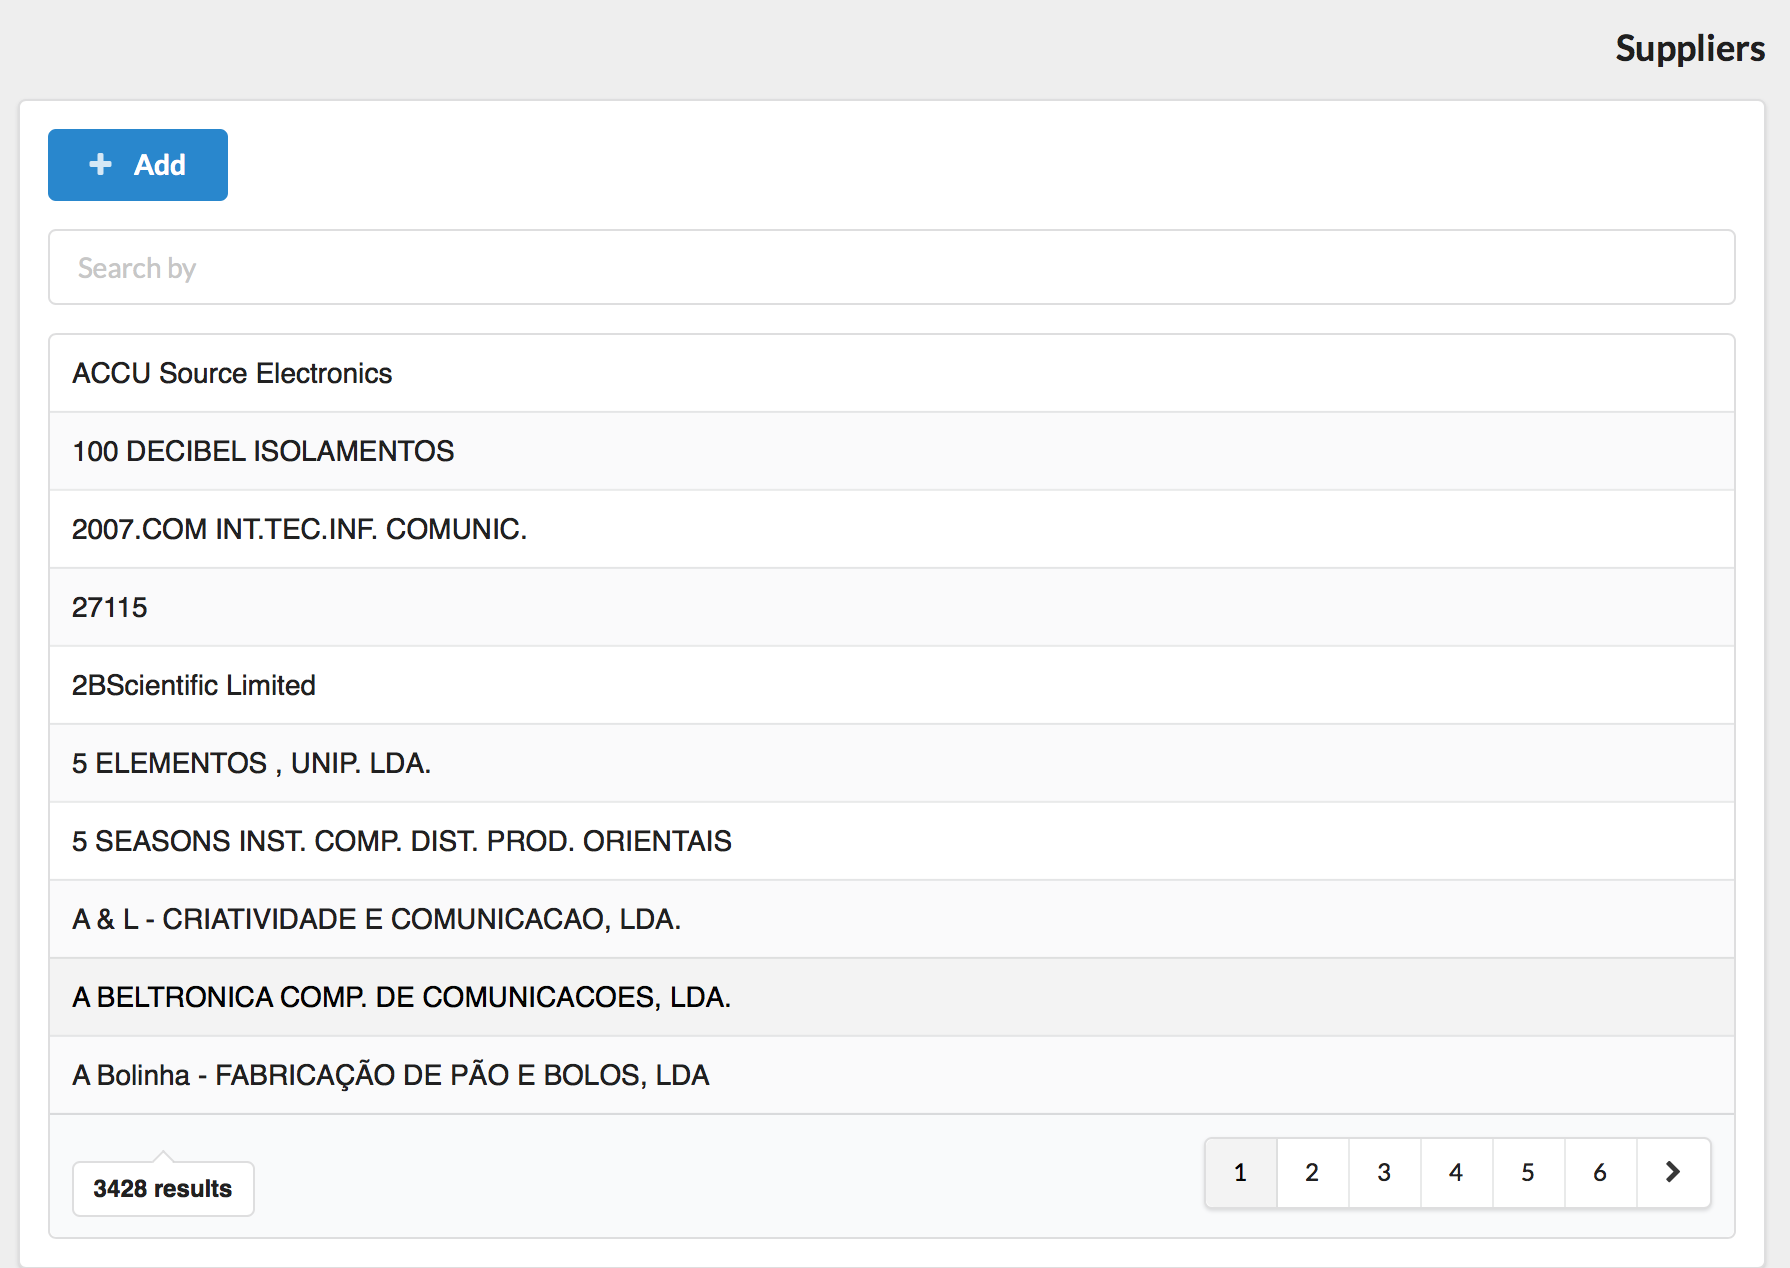 Suppliers
Add
Search by
ACCU Source Electronics
100 DECIBEL ISOLAMENTOS
2007.COM INT.TEC.INF. COMUNIC.
27115
2BScientific Limited
5 ELEMENTOS , UNIP. LDA.
5 SEASONS INST. COMP. DIST. PROD. ORIENTAIS
A & L - CRIATIVIDADE E COMUNICACAO, LDA.
A BELTRONICA COMP. DE COMUNICACOES, LDA.
A Bolinha - FABRICAÇÃO DE PÃO E BOLOS, LDA
3428 results
1 2 3 4 5 6